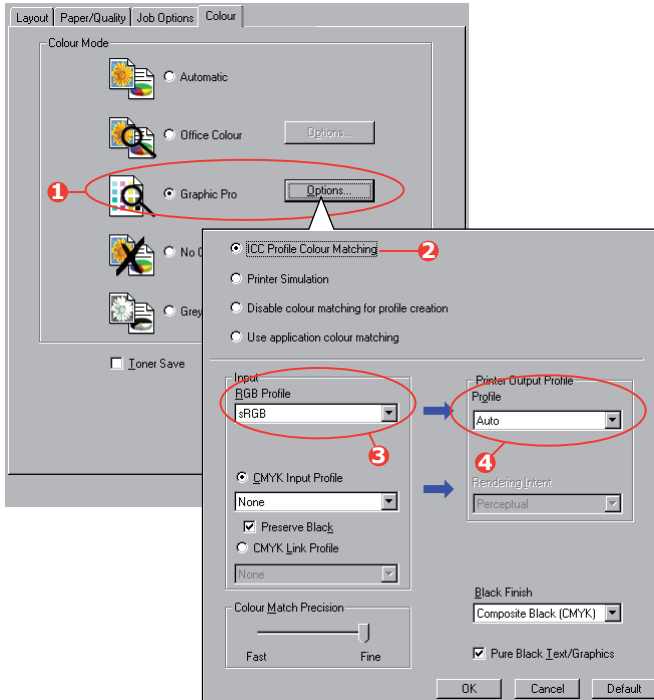 Layout Paper/Quality Job Options Colour
Colour Mode
Automatic
Office Colour Options...
1 Graphic Pro Options...
No C
Grey
Toner Save
ICC Profile Colour Matching 2
Printer Simulation
Disable colour matching for profile creation
Use application colour matching
Input
RGB Profile
sRGB
3
CMYK Input Profile
None
Preserve Black
CMYK Link Profile
None
Colour Match Precision
Fast Fine
Printer Output Profile
Profile
Auto
4
Rendering Intent
Perceptual
Black Finish
Composite Black (CMYK)
Pure Black Text/Graphics
OK Cancel Default